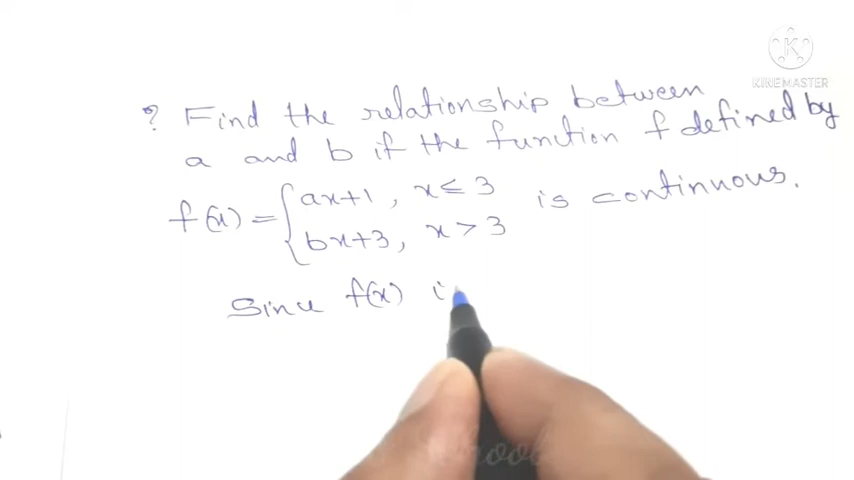 KINEMASTER
? Find the relationship between
a and b if the function f defined by
f(x) = { ax+1, x ≤ 3
bx+3, x > 3 is continuous.
Since f(x) i